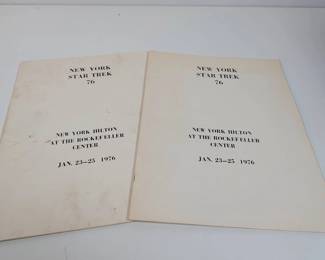 NEW YORK
STAR TREK
76
NEW YORK HILTON
AT THE ROCKEFELLER
CENTER
JAN. 23—25 1976
NEW YORK
STAR TREK
76
NEW YORK HILTON
AT THE ROCKEFELLER
CENTER
JAN. 23—25 1976